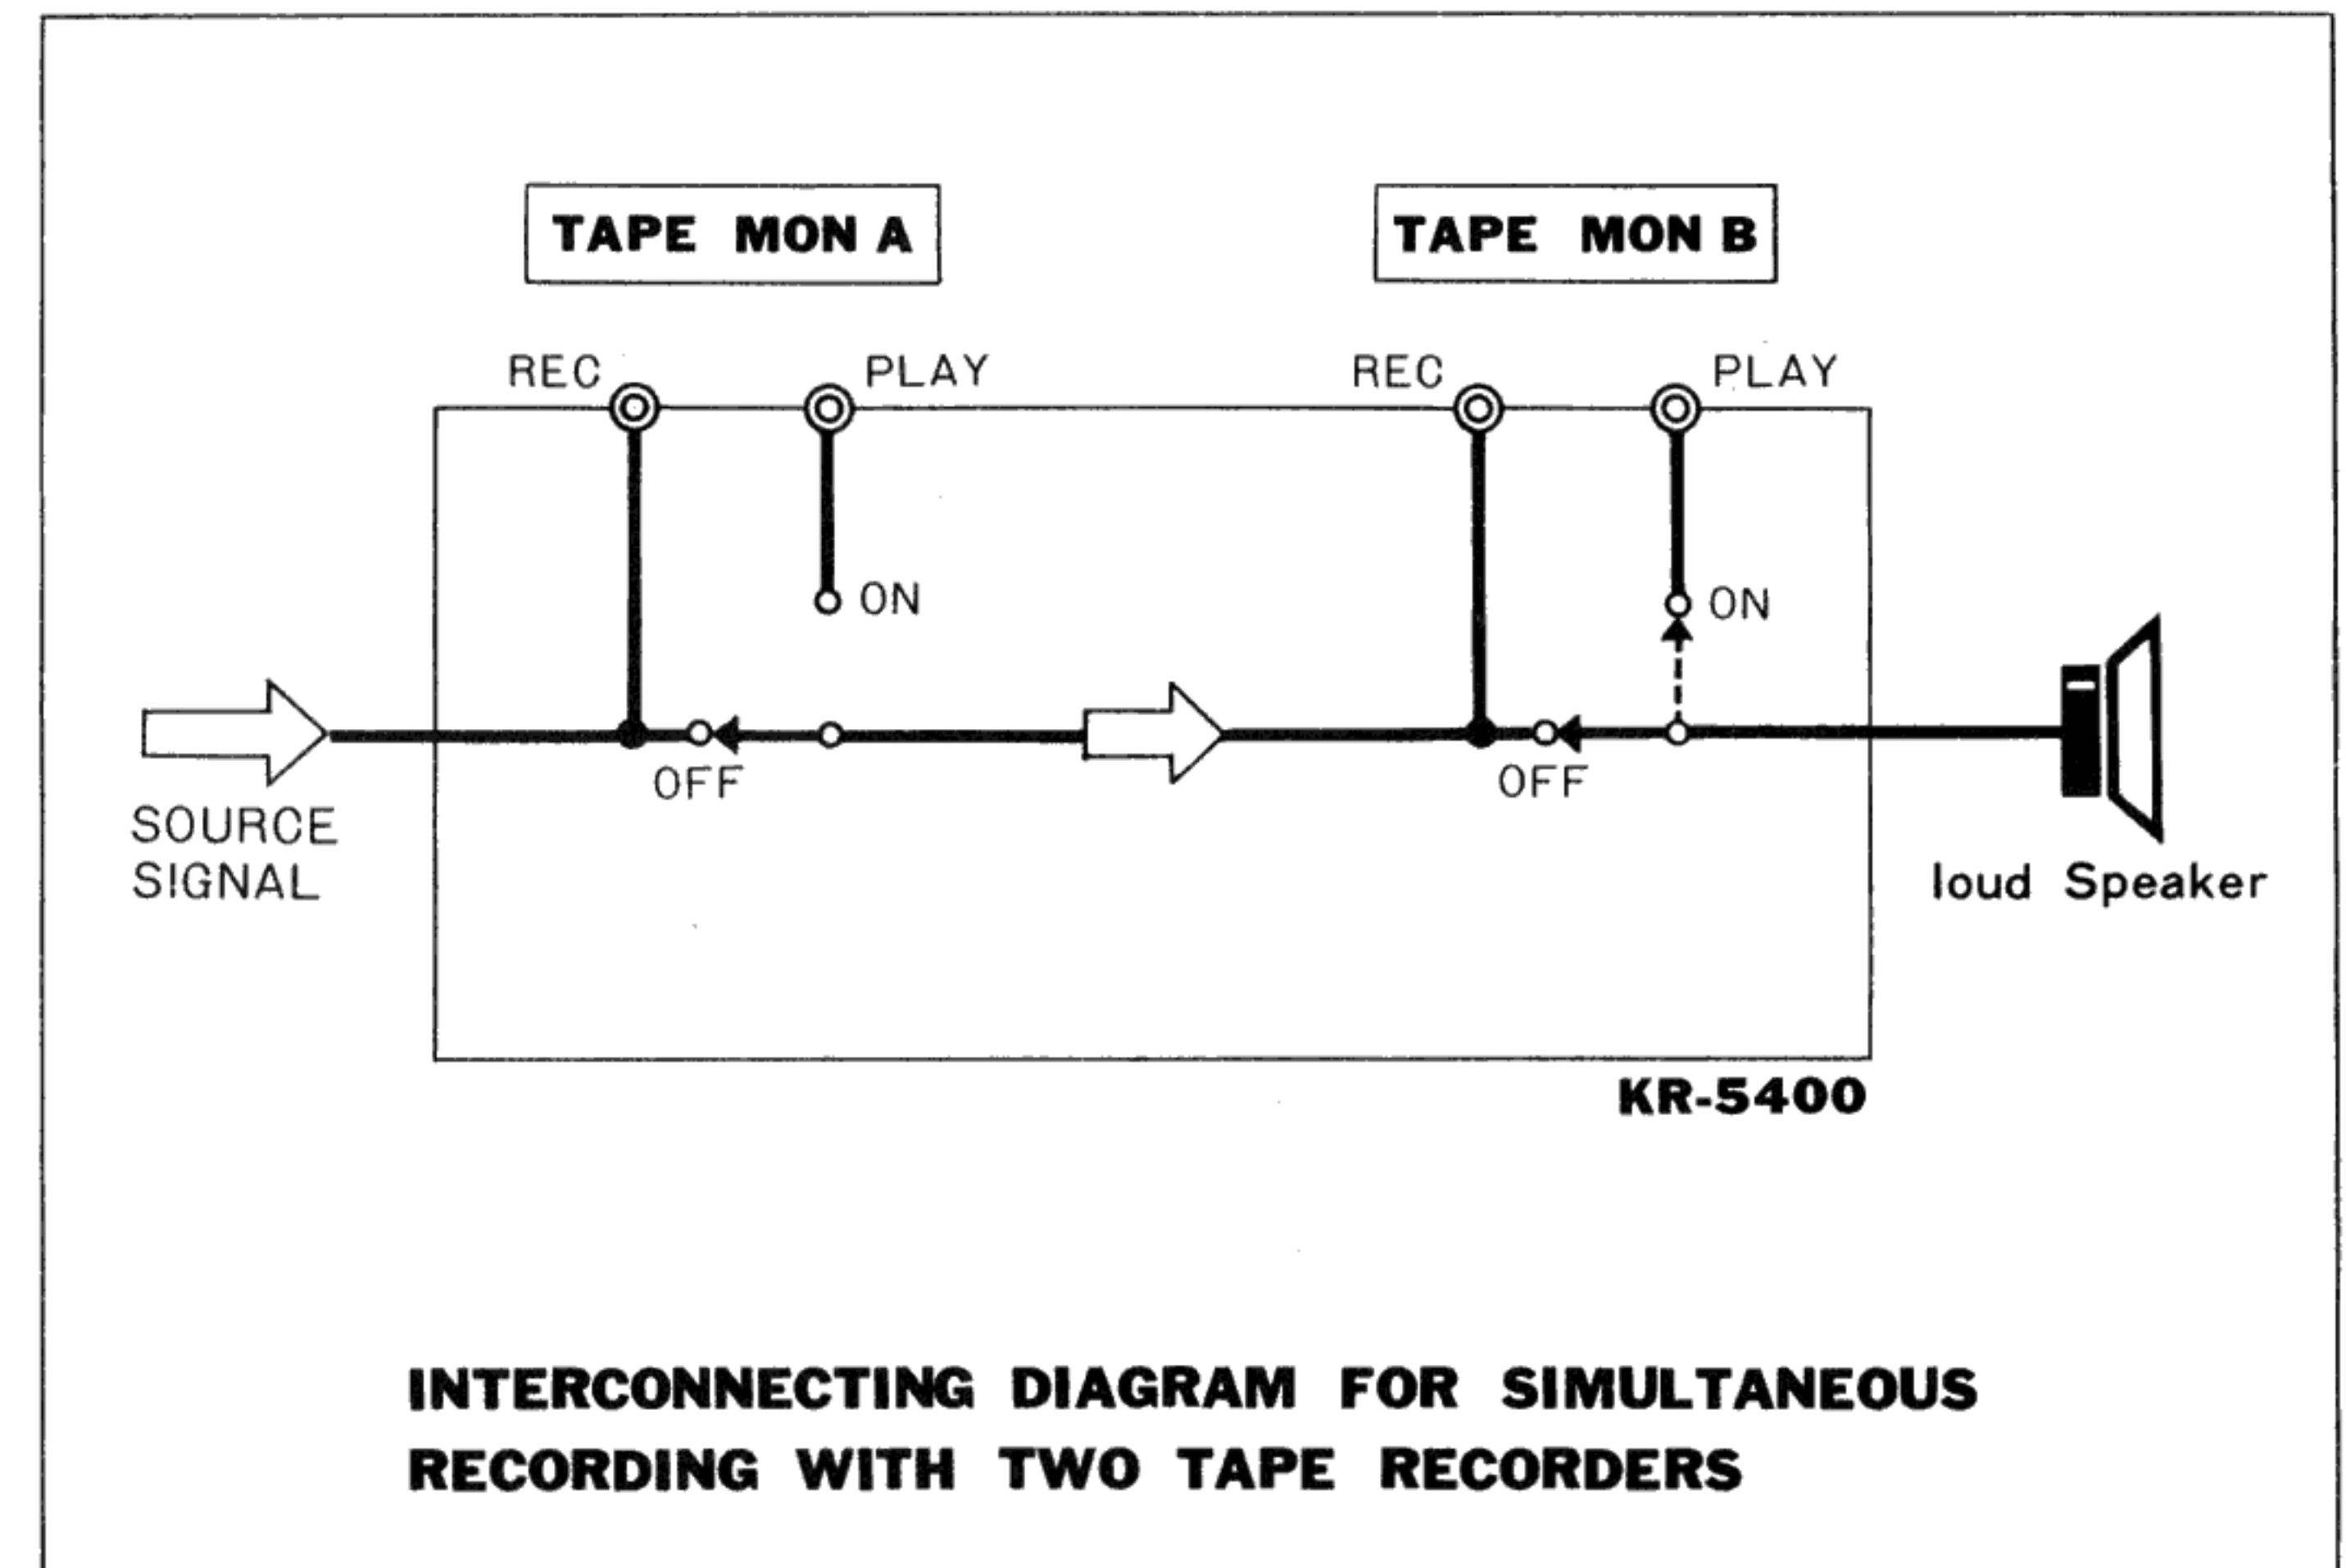 TAPE MON A
TAPE MON B
REC
PLAY
REC
PLAY
ON
ON
OFF
OFF
SOURCE
SIGNAL
loud Speaker
KR-5400
INTERCONNECTING DIAGRAM FOR SIMULTANEOUS
RECORDING WITH TWO TAPE RECORDERS